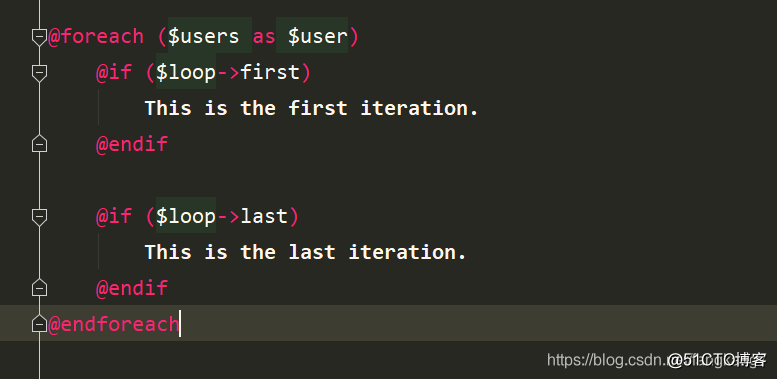 @foreach ($users as $user)
@if ($loop->first)
This is the first iteration.
@endif
@if ($loop->last)
This is the last iteration.
@endif
@endforeach
https://blog.csdn.n
@51CTO博客